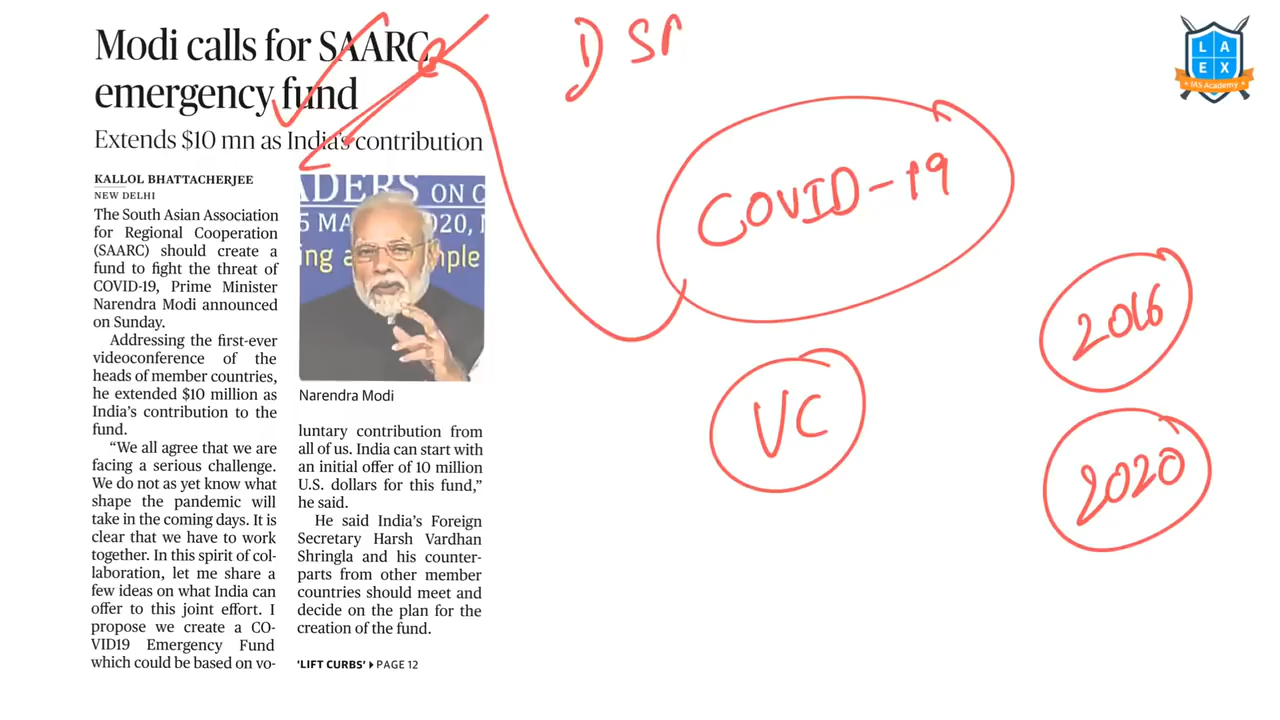 Modi calls for SAARC
emergency fund
Extends $10 mn as India's contribution
KALLOL BHATTACHERJEE
NEW DELHI
The South Asian Association
for Regional Cooperation
(SAARC) should create a
fund to fight the threat of
COVID-19, Prime Minister
Narendra Modi announced
on Sunday.
Addressing the first-ever
videoconference of the
heads of member countries,
he extended $10 million as
India's contribution to the
fund.
“We all agree that we are
facing a serious challenge.
We do not as yet know what
shape the pandemic will
take in the coming days. It is
clear that we have to work
together. In this spirit of col-
laboration, let me share a
few ideas on what India can
offer to this joint effort. I
propose we create a CO-
VID19 Emergency Fund
which could be based on vo-
ADERS ON C
2020,
Narendra Modi
luntary contribution from
all of us. India can start with
an initial offer of 10 million
U.S. dollars for this fund,”
he said.
He said India's Foreign
Secretary Harsh Vardhan
Shringla and his counter-
parts from other member
countries should meet and
decide on the plan for the
creation of the fund.
'LIFT CURBS' ▶ PAGE 12
COVID-19
VC
2016
2020
L A
E X
MS Academy